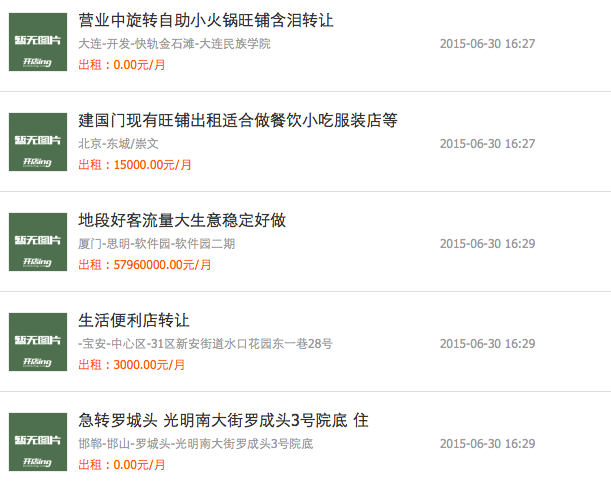 营业中旋转自助小火锅旺铺含泪转让
暂无图片
大连-开发-快轨金石滩-大连民族学院
2015-06-30 16:27
开店ing
出租：0.00元/月
建国门现有旺铺出租适合做餐饮小吃服装店等
暂无图片
北京-东城/崇文
2015-06-30 16:27
开店ing
出租：15000.00元/月
地段好客流量大生意稳定好做
暂无图片
厦门-思明-软件园-软件园二期
2015-06-30 16:29
开店ing
出租：57960000.00元/月
生活便利店转让
暂无图片
-宝安-中心区-31区新安街道水口花园东一巷28号
2015-06-30 16:29
开店ing
出租：3000.00元/月
急转罗城头 光明南大街罗成头3号院底 住
暂无图片
邯郸-邯山-罗城头-光明南大街罗成头3号院底
2015-06-30 16:29
开店ing
出租：0.00元/月